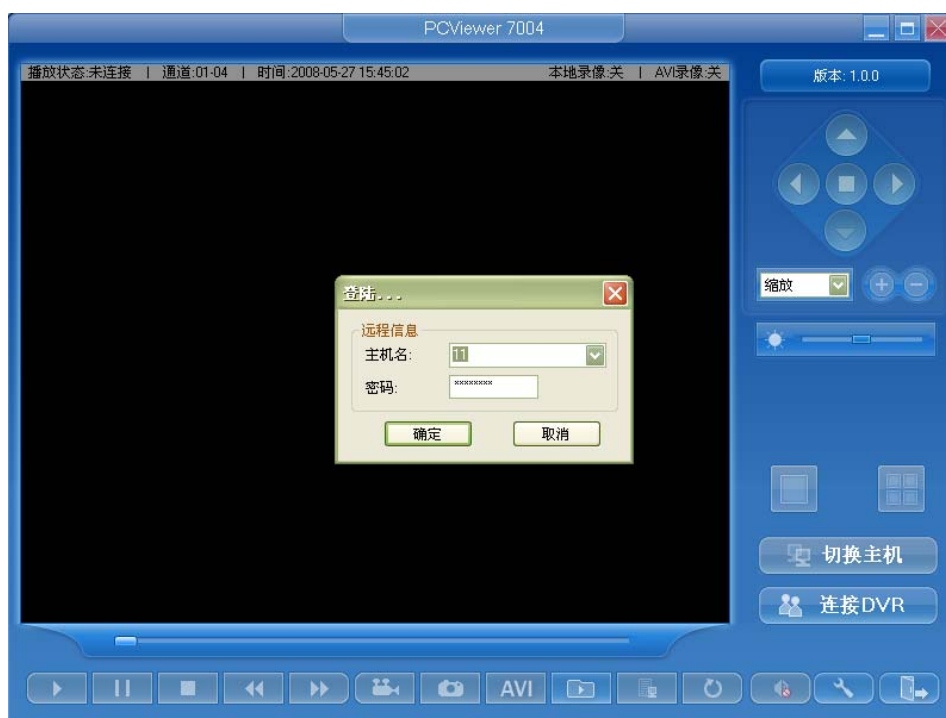 PCViewer 7004
播放状态:未连接 | 通道:01-04 | 时间:2008-05-27 15:45:02 本地录像:关 | AVI录像:关
版本: 1.0.0
缩放
登陆...
远程信息
主机名: 11
密码: ********
确定 取消
切换主机
连接DVR
AVI